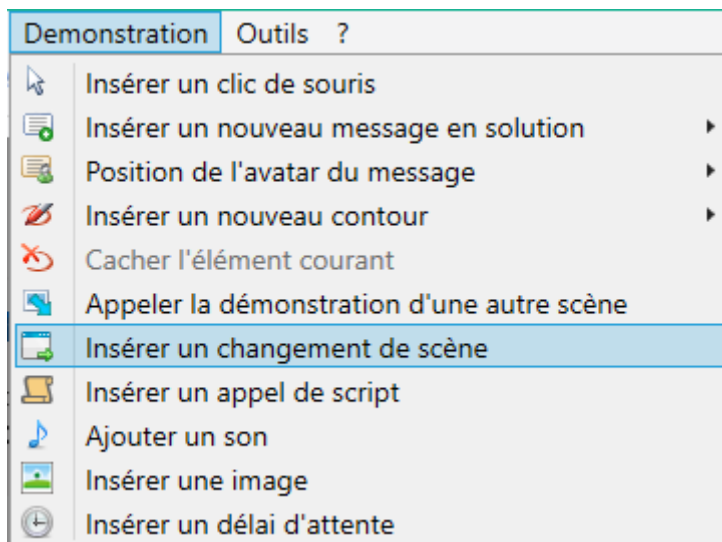 Demonstration Outils ?
Insérer un clic de souris
Insérer un nouveau message en solution
Position de l'avatar du message
Insérer un nouveau contour
Cacher l'élément courant
Appeler la démonstration d'une autre scène
Insérer un changement de scène
Insérer un appel de script
Ajouter un son
Insérer une image
Insérer un délai d'attente